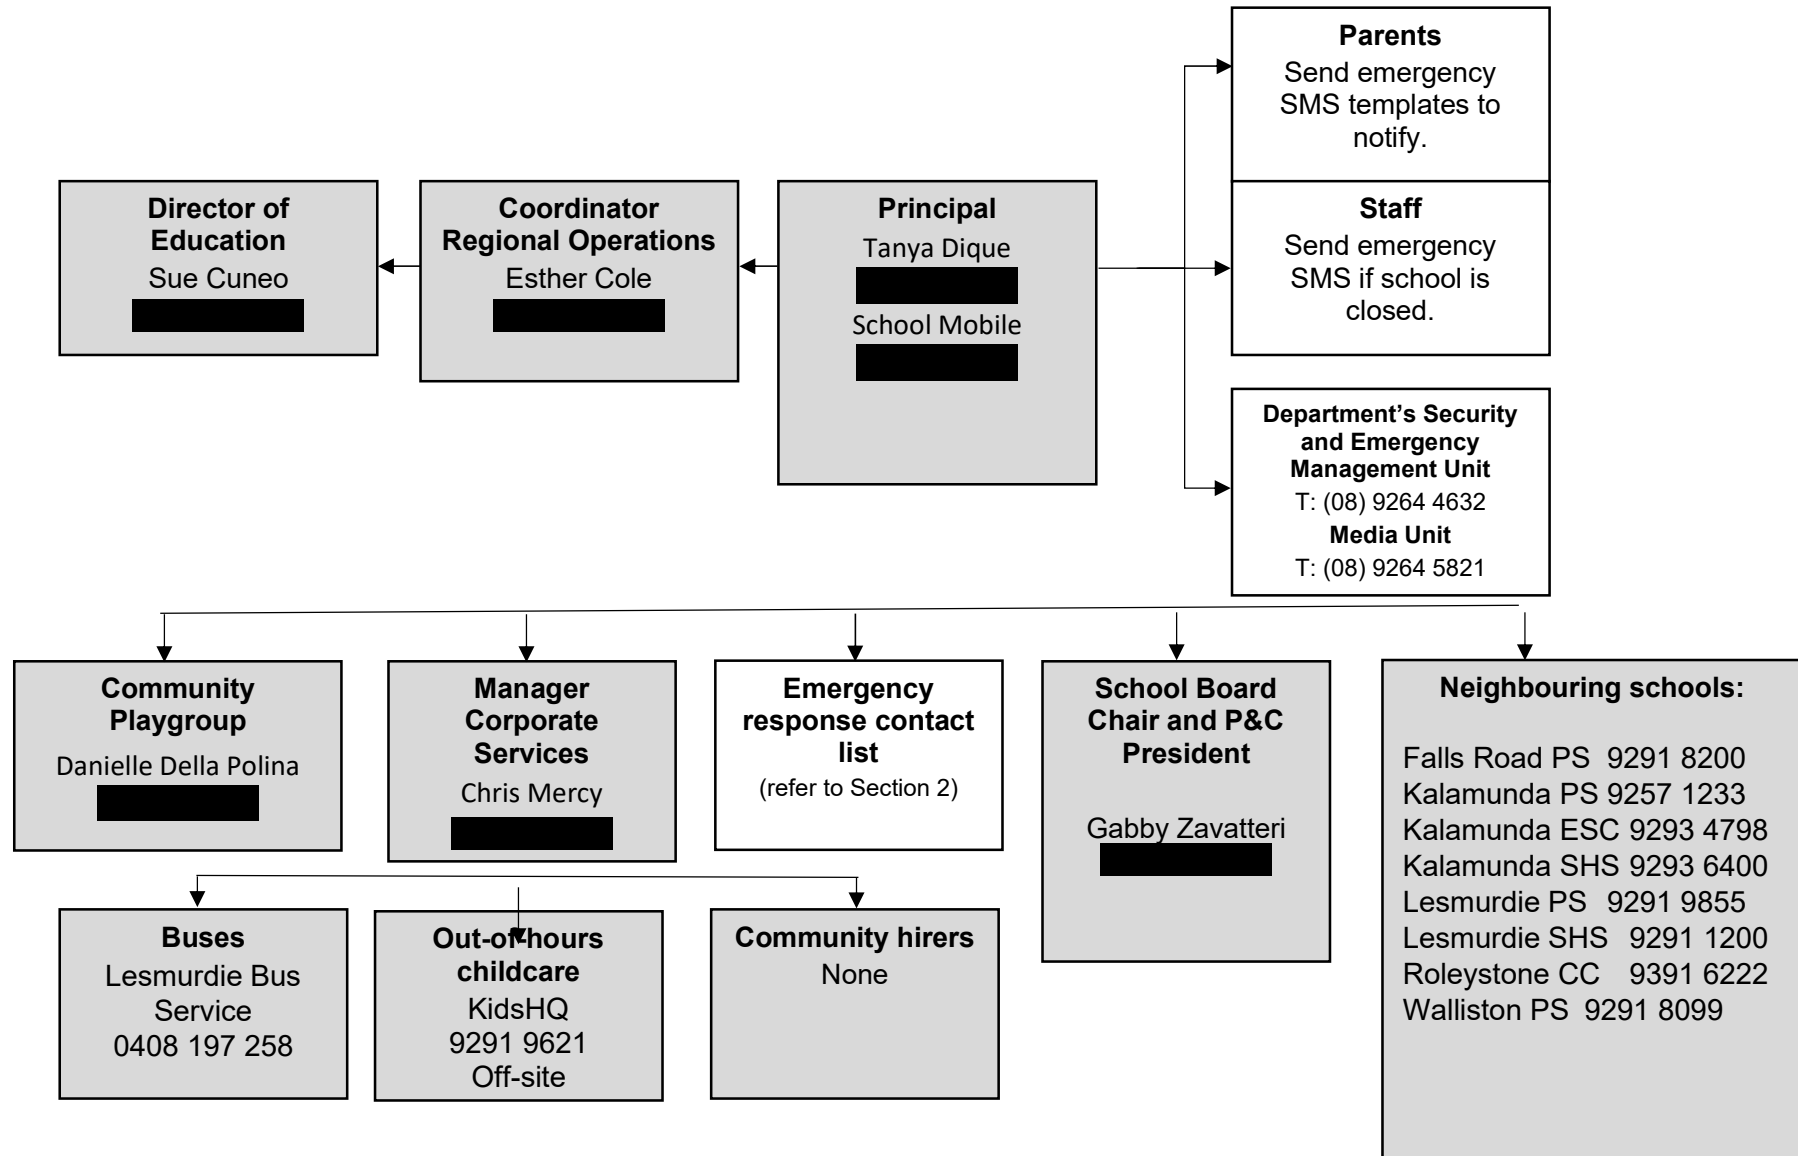 Parents
Send emergency
SMS templates to
notify.
Director of
Education
Sue Cuneo
Coordinator
Regional Operations
Esther Cole
Principal
Tanya Dique
School Mobile
Staff
Send emergency
SMS if school is
closed.
Department’s Security
and Emergency
Management Unit
T: (08) 9264 4632
Media Unit
T: (08) 9264 5821
Community
Playgroup
Danielle Della Polina
Manager
Corporate
Services
Chris Mercy
Emergency
response contact
list
(refer to Section 2)
School Board
Chair and P&C
President
Gabby Zavatteri
Neighbouring schools:
Falls Road PS 9291 8200
Kalamunda PS 9257 1233
Kalamunda ESC 9293 4798
Kalamunda SHS 9293 6400
Lesmurdie PS 9291 9855
Lesmurdie SHS 9291 1200
Roleystone CC 9391 6222
Walliston PS 9291 8099
Buses
Lesmurdie Bus
Service
0408 197 258
Out-of-hours
childcare
KidsHQ
9291 9621
Off-site
Community hirers
None